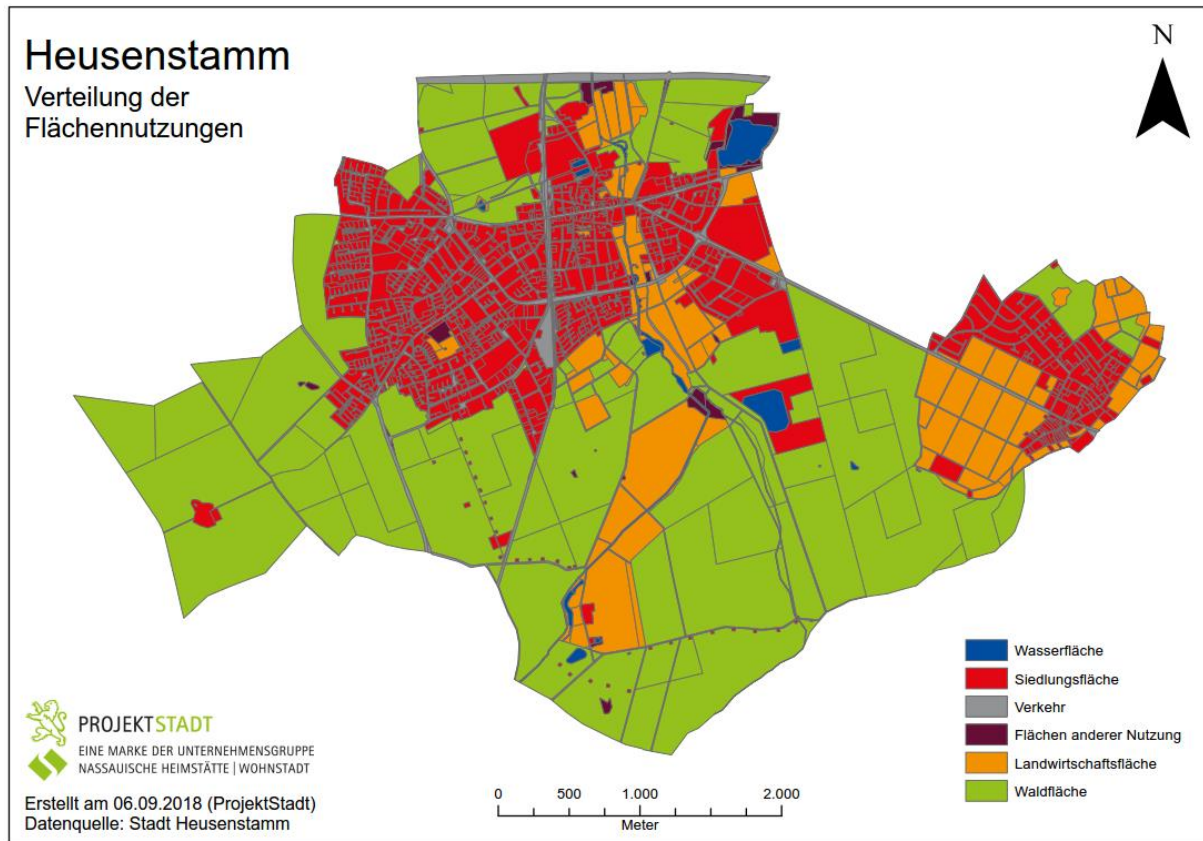 Heusenstamm
Verteilung der
Flächennutzungen
N
Wasserfläche
Siedlungsfläche
Verkehr
Flächen anderer Nutzung
Landwirtschaftsfläche
Waldfläche
PROJEKTSTADT
EINE MARKE DER UNTERNEHMENSGRUPPE
NASSAUISCHE HEIMSTÄTTE | WOHNSTADT
Erstellt am 06.09.2018 (ProjektStadt)
Datenquelle: Stadt Heusenstamm
0 500 1.000 2.000
Meter